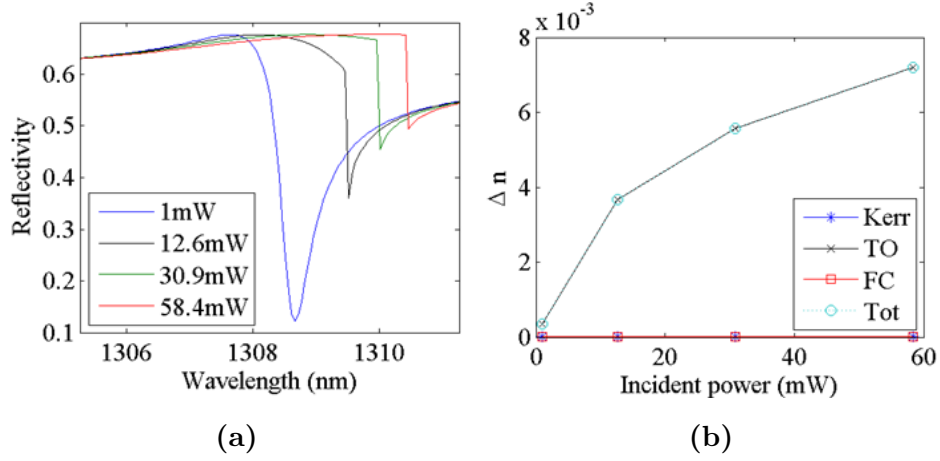 0.6
0.5
0.4
0.3
0.2
0.1
Reflectivity
1mW
12.6mW
30.9mW
58.4mW
1306
1308
1310
Wavelength (nm)
(a)
x 10⁻³
8
6
4
2
0
Δ n
Kerr
TO
FC
Tot
0
20
40
60
Incident power (mW)
(b)